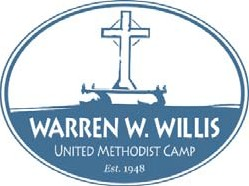 WARREN W. WILLIS
UNITED METHODIST CAMP
Est. 1948